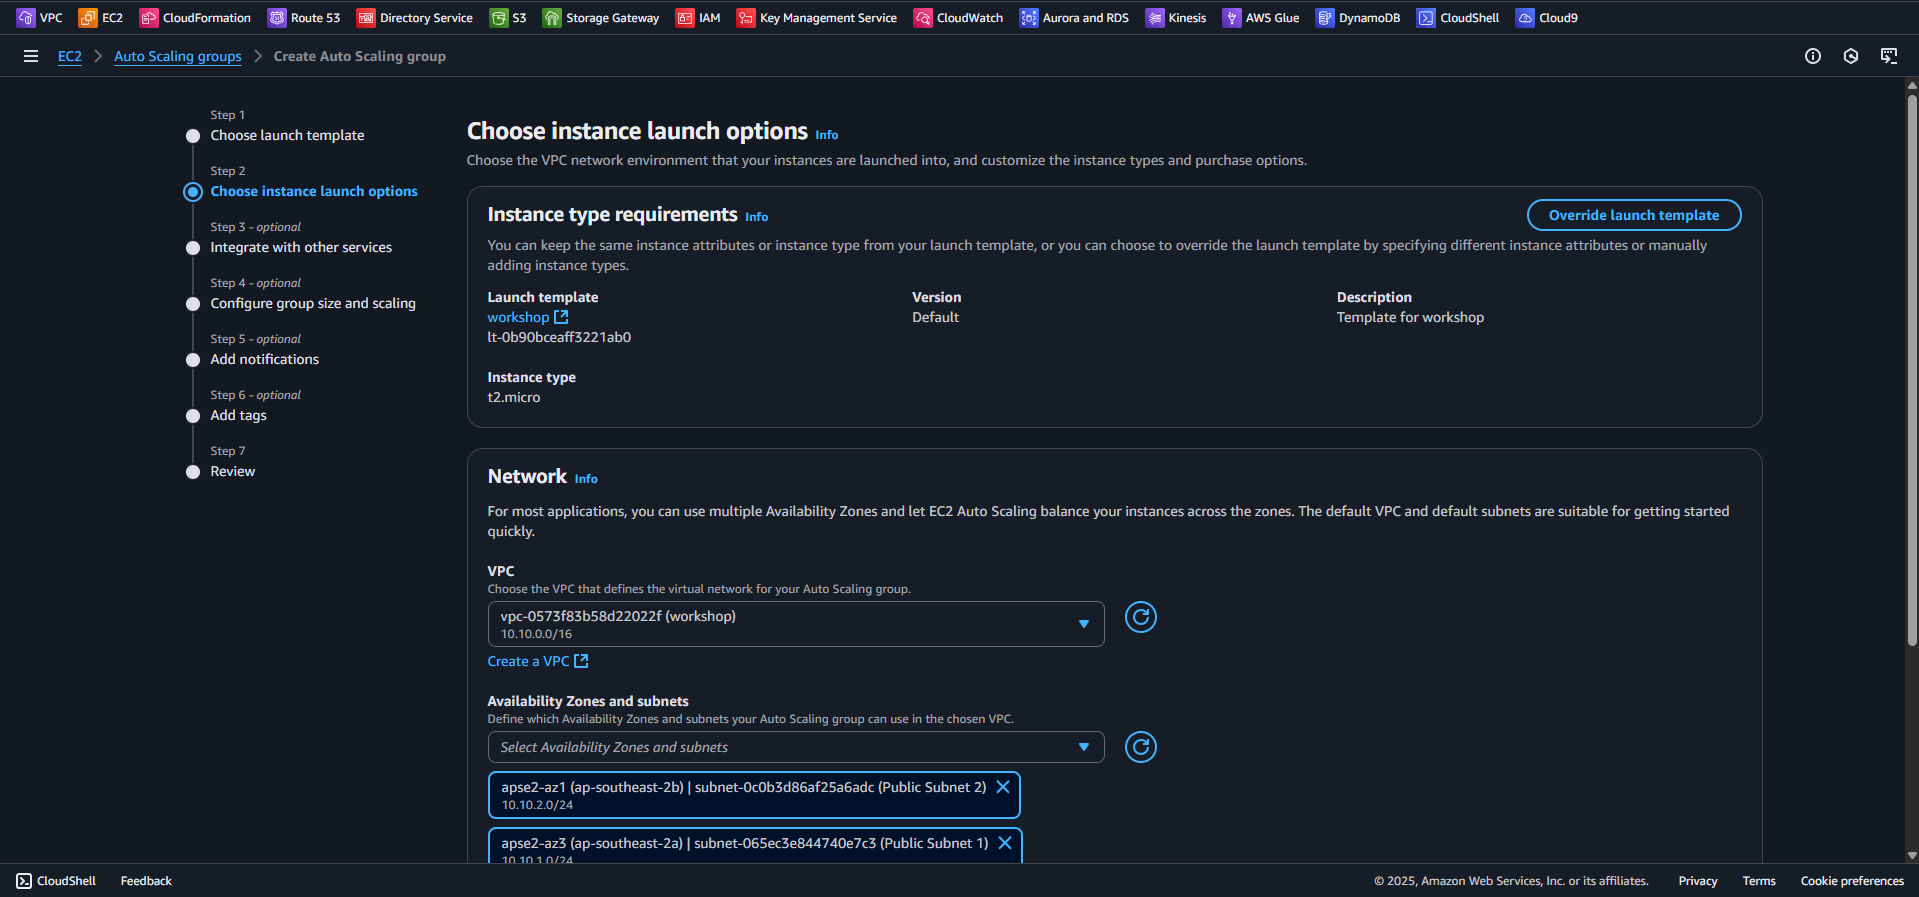 VPC EC2 CloudFormation Route 53 Directory Service S3 Storage Gateway IAM Key Management Service CloudWatch Aurora and RDS Kinesis AWS Glue DynamoDB CloudShell Cloud9
EC2 Auto Scaling groups Create Auto Scaling group
Step 1
Choose launch template
Step 2
Choose instance launch options
Step 3 - optional
Integrate with other services
Step 4 - optional
Configure group size and scaling
Step 5 - optional
Add notifications
Step 6 - optional
Add tags
Step 7
Review
Choose instance launch options Info
Choose the VPC network environment that your instances are launched into, and customize the instance types and purchase options.
Instance type requirements Info
Override launch template
You can keep the same instance attributes or instance type from your launch template, or you can choose to override the launch template by specifying different instance attributes or manually
adding instance types.
Launch template
workshop
lt-0b90bceaff3221ab0
Version
Default
Description
Template for workshop
Instance type
t2.micro
Network Info
For most applications, you can use multiple Availability Zones and let EC2 Auto Scaling balance your instances across the zones. The default VPC and default subnets are suitable for getting started
quickly.
VPC
Choose the VPC that defines the virtual network for your Auto Scaling group.
vpc-0573f83b58d22022f (workshop)
10.10.0.0/16
Create a VPC
Availability Zones and subnets
Define which Availability Zones and subnets your Auto Scaling group can use in the chosen VPC.
Select Availability Zones and subnets
apse2-az1 (ap-southeast-2b) | subnet-0c0b3d86af25a6adc (Public Subnet 2)
10.10.2.0/24
apse2-az3 (ap-southeast-2a) | subnet-065ec3e844740e7c3 (Public Subnet 1)
10.10.1.0/24
CloudShell Feedback
© 2025, Amazon Web Services, Inc. or its affiliates. Privacy Terms Cookie preferences